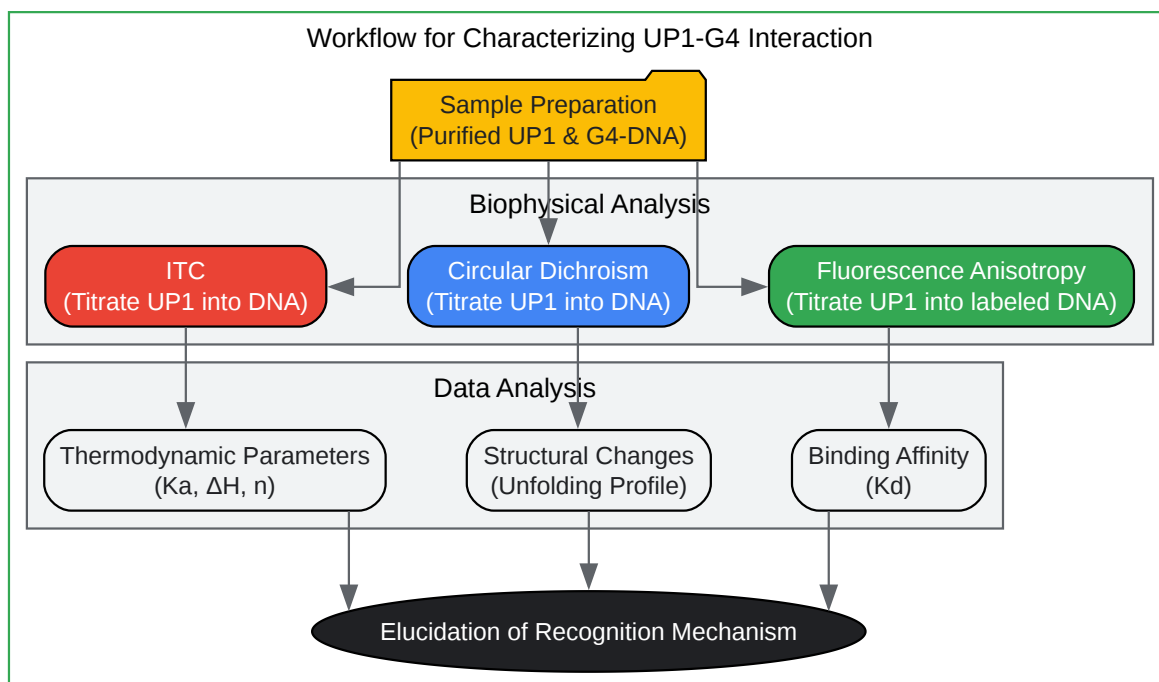 Workflow for Characterizing UP1-G4 Interaction
Sample Preparation
(Purified UP1 & G4-DNA)
Biophysical Analysis
ITC
(Titrate UP1 into DNA)
Circular Dichroism
(Titrate UP1 into DNA)
Fluorescence Anisotropy
(Titrate UP1 into labeled DNA)
Data Analysis
Thermodynamic Parameters
(Ka, ΔH, n)
Structural Changes
(Unfolding Profile)
Binding Affinity
(Kd)
Elucidation of Recognition Mechanism